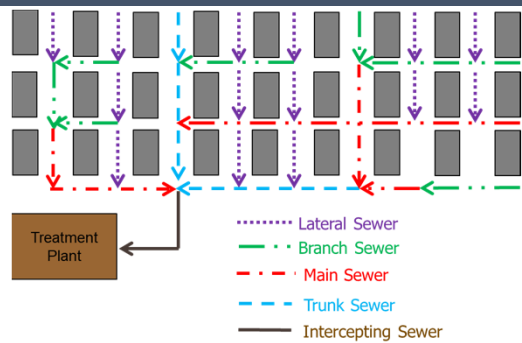 Treatment
Plant
Lateral Sewer
Branch Sewer
Main Sewer
Trunk Sewer
Intercepting Sewer